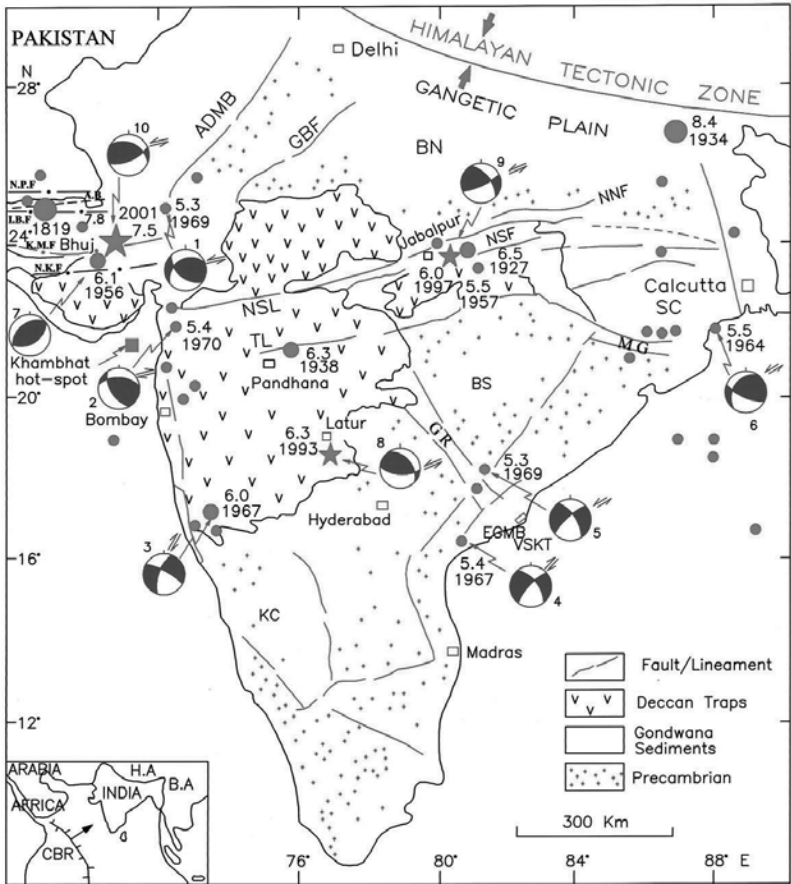 PAKISTAN
N
28°
24°
20°
16°
12°
76°
80°
84°
88° E
Delhi
HIMALAYAN TECTONIC ZONE
GANGETIC PLAIN
ADMB
GBF
BN
NNF
NSF
NSL
TL
8.4
1934
10
9
N.P.F
A.B.
I.B.F
K.M.F
N.K.F
1819
7.8
2001
7.5
Bhuj
5.3
1969
1
6.1
1956
7
Khambhat
hot-spot
5.4
1970
2
Bombay
Jabalpur
6.0
1997
6.5
1927
5.5
1957
Calcutta
SC
5.5
1964
6
MG
BS
GR
6.3
1938
Pandhana
Latur
6.3
1993
8
Hyderabad
6.0
1967
3
5.3
1969
5
EGMB
VSKT
5.4
1967
4
KC
Madras
Fault/Lineament
Deccan Traps
Gondwana
Sediments
Precambrian
300 Km
ARABIA
AFRICA
H.A
INDIA
B.A
CBR